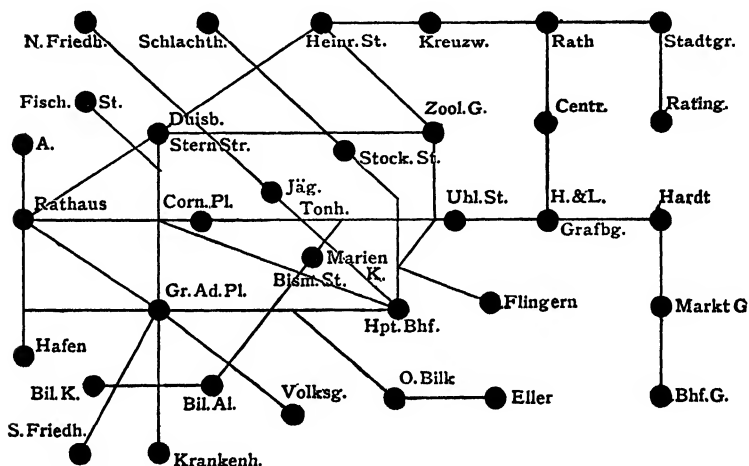 N. Friedh.
Schlachth.
Heinr. St.
Kreuzw.
Rath
Stadtgr.
Fisch. St.
Duisb.
Stern Str.
Zool. G.
Centr.
Rating.
A.
Stock. St.
Jäg.
Rathaus
Corn. Pl.
Tonh.
Uhl. St.
H. & L.
Grafbg.
Hardt
Marien
K.
Bism. St.
Gr. Ad. Pl.
Hpt. Bhf.
Flingern
Markt G
Hafen
Bil. K.
Bil. Al.
Volksg.
O. Bilk
Eller
Bhf. G.
S. Friedh.
Krankenh.